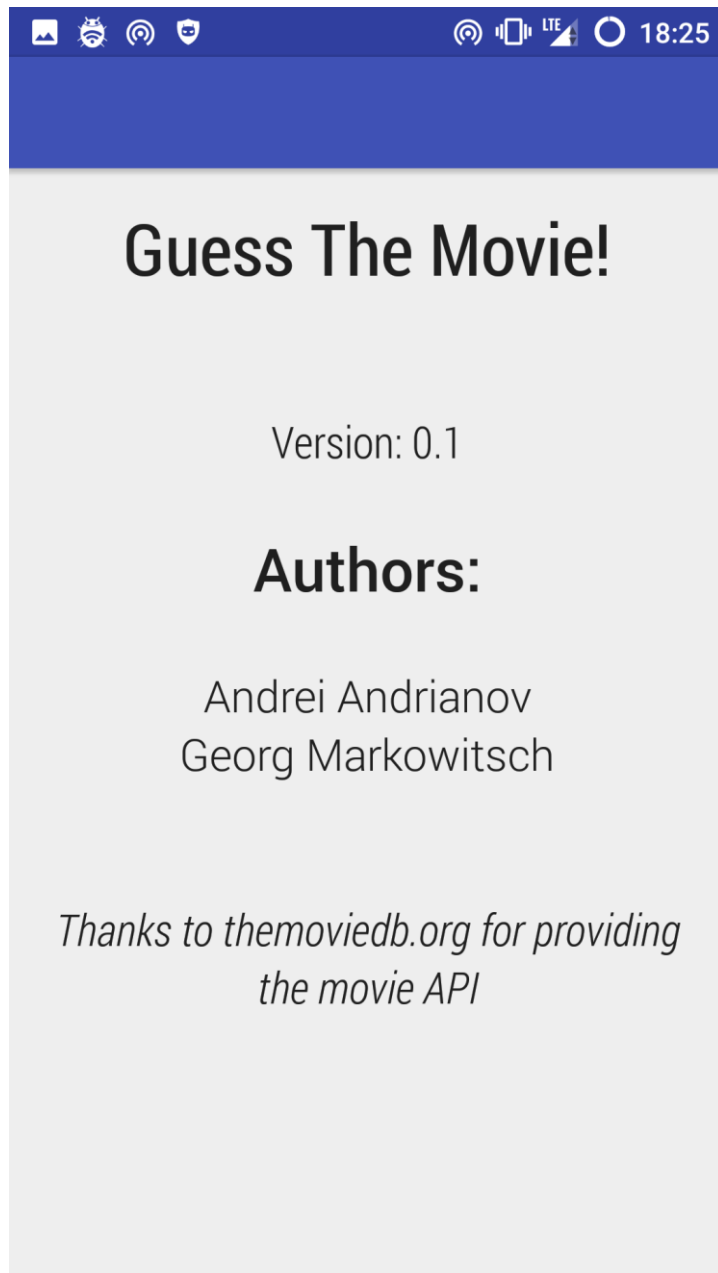 LTE 18:25
Guess The Movie!
Version: 0.1
Authors:
Andrei Andrianov
Georg Markowitsch
Thanks to themoviedb.org for providing
the movie API